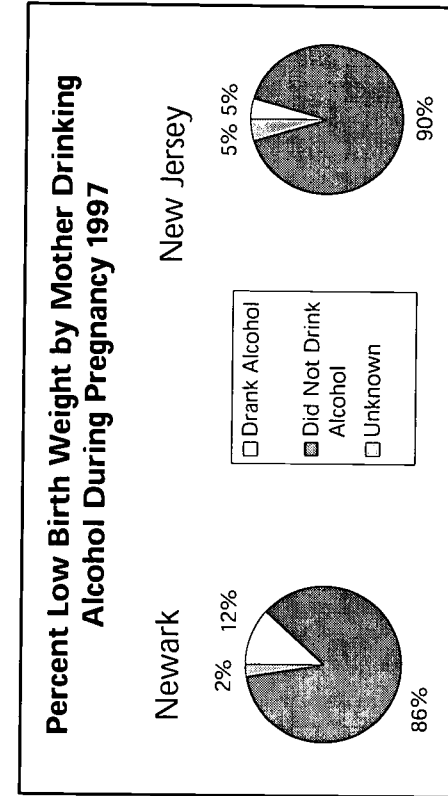 Percent Low Birth Weight by Mother Drinking
Alcohol During Pregnancy 1997
Newark
2% 12%
86%
Drank Alcohol
Did Not Drink
Alcohol
Unknown
New Jersey
5% 5%
90%